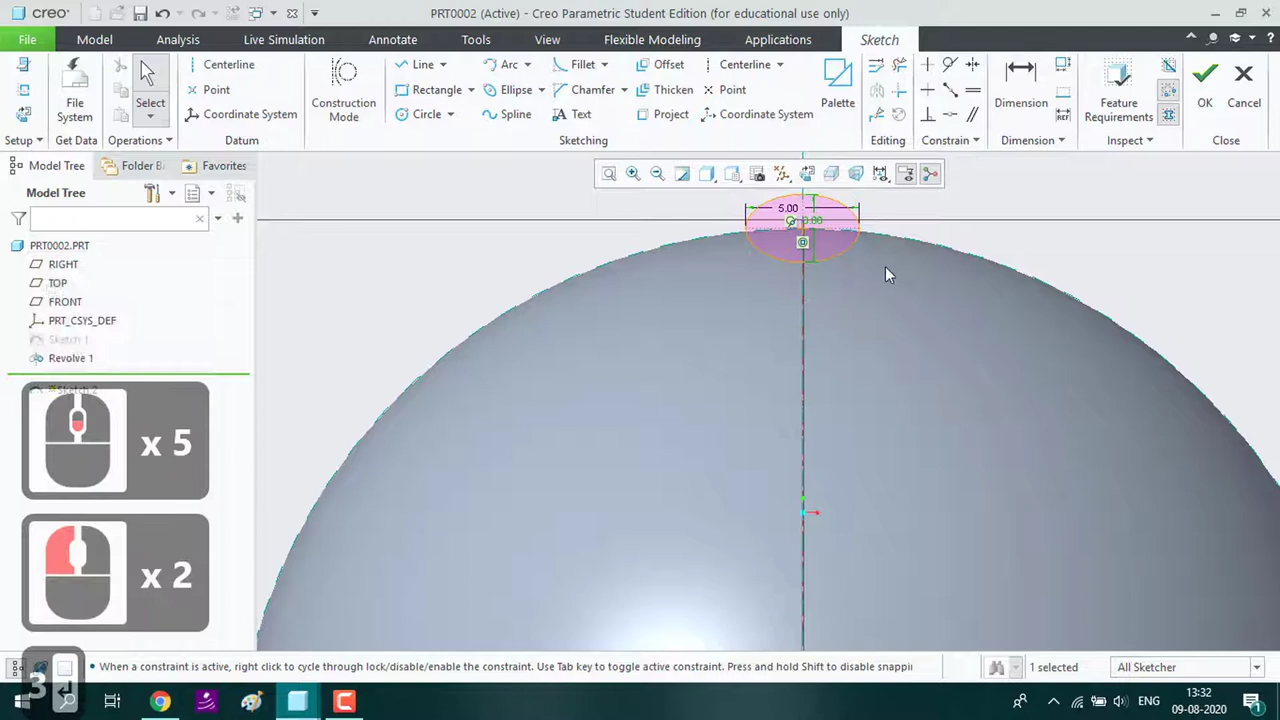 creo PRT0002 (Active) - Creo Parametric Student Edition (for educational use only)
File Model Analysis Live Simulation Annotate Tools View Flexible Modeling Applications Sketch
Centerline Line Arc Fillet Offset Centerline
Point Rectangle Ellipse Chamfer Thicken Point
Coordinate System Circle Spline Text Project Coordinate System
File System Select Construction Mode Palette Dimension Feature Requirements OK Cancel
Setup Get Data Operations Datum Sketching Editing Constrain Dimension Inspect Close
Model Tree Folder B Favorites
Model Tree
PRT0002.PRT
RIGHT
TOP
FRONT
PRT_CSYS_DEF
Sketch 1
Revolve 1
Sketch 2
5.00
x 5
x 2
3
When a constraint is active, right click to cycle through lock/disable/enable the constraint. Use Tab key to toggle active constraint. Press and hold Shift to disable snappin
1 selected All Sketcher
ENG 13:32
09-08-2020